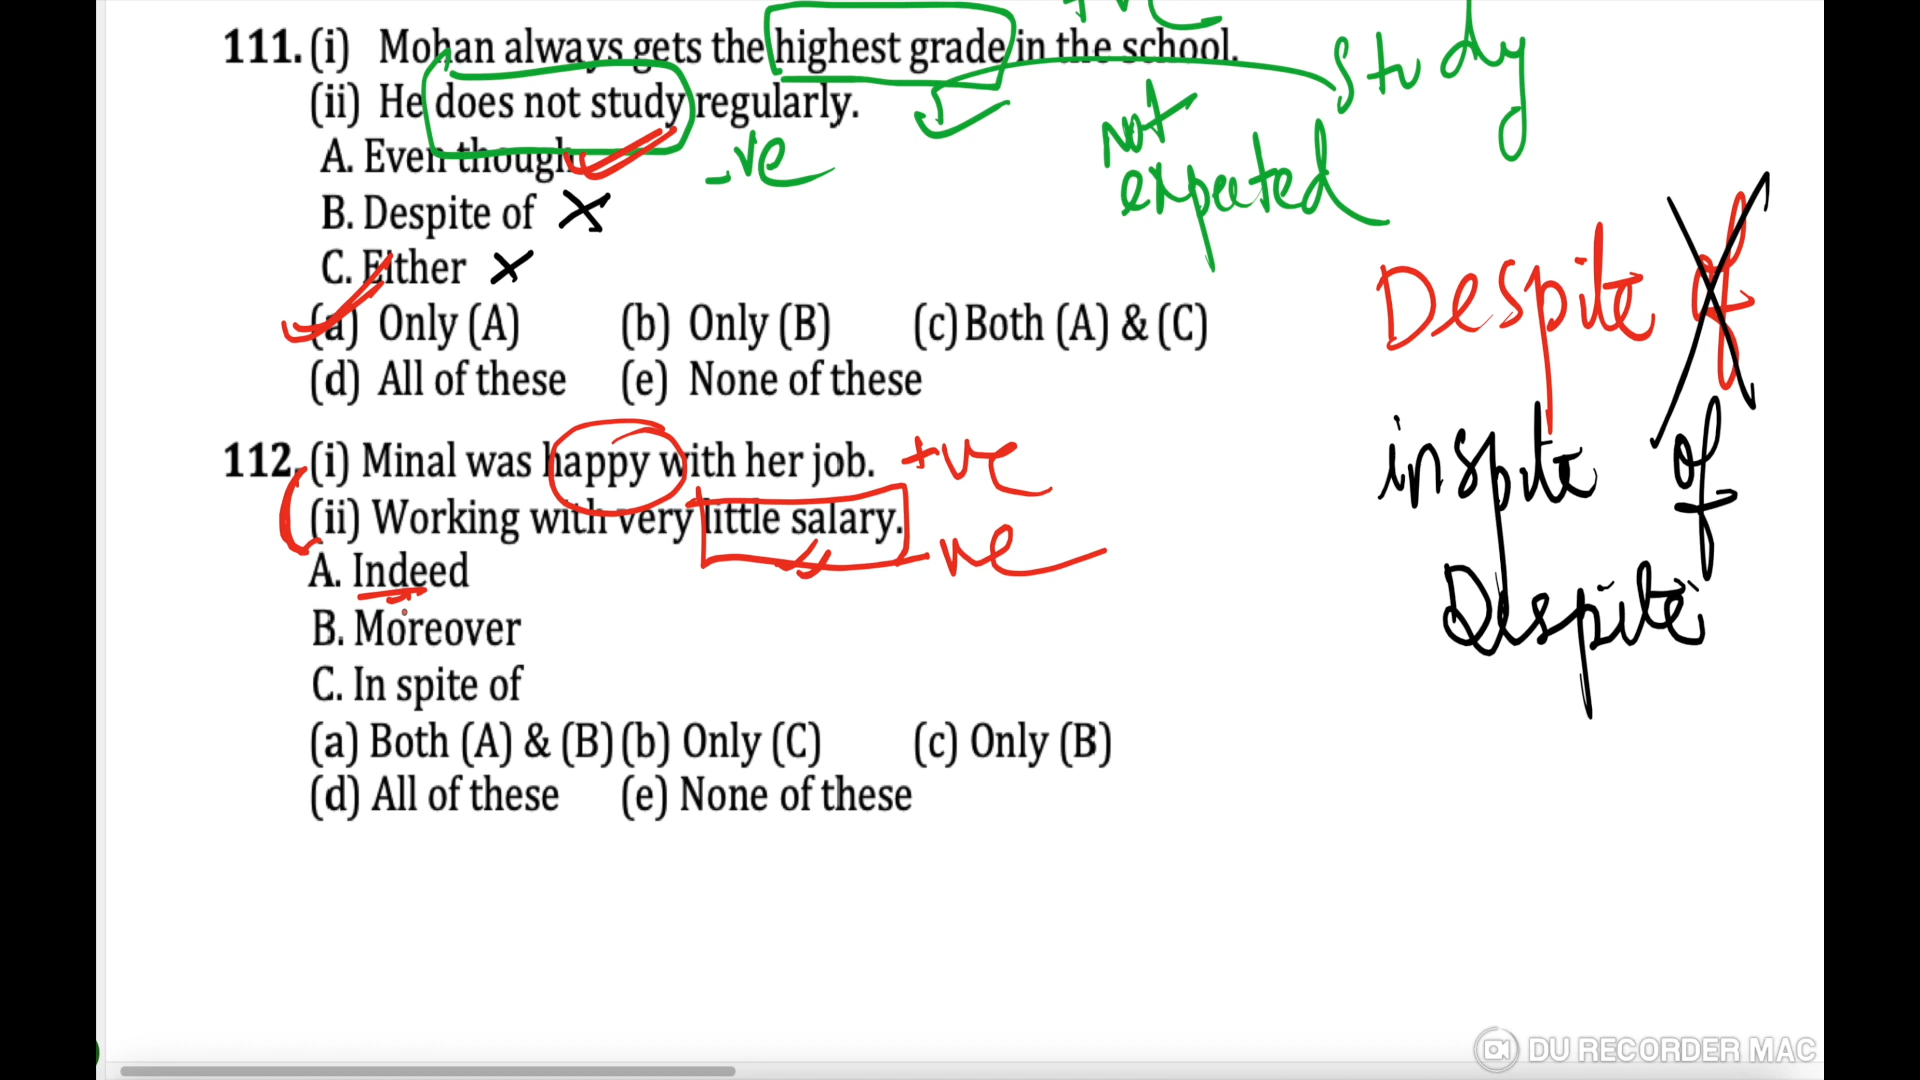 +ve
111. (i) Mohan always gets the highest grade in the school.
study
(ii) He does not study regularly.
not
expected
A. Even though
-ve
B. Despite of
C. Either
Despite of
(a) Only (A) (b) Only (B) (c) Both (A) & (C)
(d) All of these (e) None of these
112. (i) Minal was happy with her job. +ve
inspite of
(ii) Working with very little salary. -ve
A. Indeed
Despite
B. Moreover
C. In spite of
(a) Both (A) & (B) (b) Only (C) (c) Only (B)
(d) All of these (e) None of these
DU RECORDER MAC